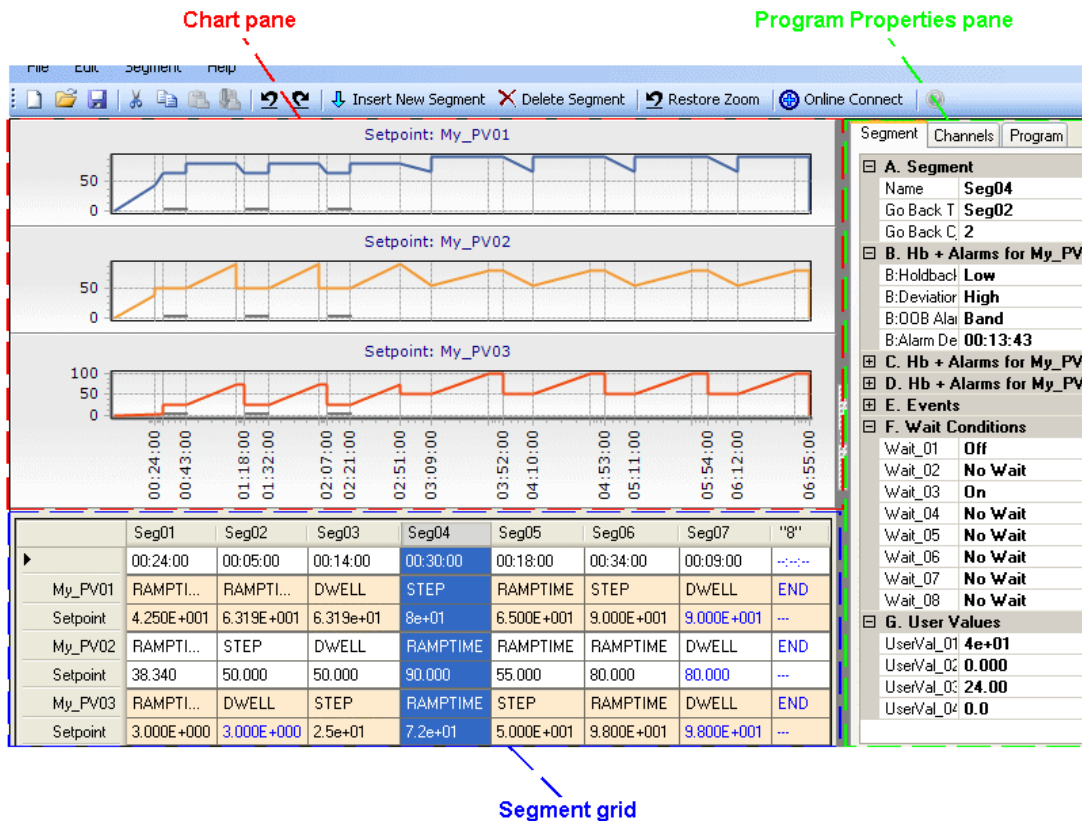 Chart pane
Program Properties pane
File Edit Segment Help
Insert New Segment Delete Segment Restore Zoom Online Connect
Setpoint: My_PV01
50
0
Setpoint: My_PV02
50
0
Setpoint: My_PV03
100
50
0
00:24:00 00:43:00 01:18:00 01:32:00 02:07:00 02:21:00 02:51:00 03:09:00 03:52:00 04:10:00 04:53:00 05:11:00 05:54:00 06:12:00 06:55:00
Segment Channels Program
A. Segment
Name Seg04
Go Back T Seg02
Go Back C 2
B. Hb + Alarms for My_PV
B:Holdback Low
B:Deviation High
B:OOB Alar Band
B:Alarm De 00:13:43
C. Hb + Alarms for My_PV
D. Hb + Alarms for My_PV
E. Events
F. Wait Conditions
Wait_01 Off
Wait_02 No Wait
Wait_03 On
Wait_04 No Wait
Wait_05 No Wait
Wait_06 No Wait
Wait_07 No Wait
Wait_08 No Wait
G. User Values
UserVal_01 4e+01
UserVal_02 0.000
UserVal_03 24.00
UserVal_04 0.0
Seg01 Seg02 Seg03 Seg04 Seg05 Seg06 Seg07 "8"
00:24:00 00:05:00 00:14:00 00:30:00 00:18:00 00:34:00 00:09:00 --:--:--
My_PV01 RAMPTI... RAMPTI... DWELL STEP RAMPTIME STEP DWELL END
Setpoint 4.250E+001 6.319E+001 6.319e+01 8e+01 6.500E+001 9.000E+001 9.000E+001 ---
My_PV02 RAMPTI... STEP DWELL RAMPTIME RAMPTIME RAMPTIME DWELL END
Setpoint 38.340 50.000 50.000 90.000 55.000 80.000 80.000 ---
My_PV03 RAMPTI... DWELL STEP RAMPTIME STEP RAMPTIME DWELL END
Setpoint 3.000E+000 3.000E+000 2.5e+01 7.2e+01 5.000E+001 9.800E+001 9.800E+001 ---
Segment grid